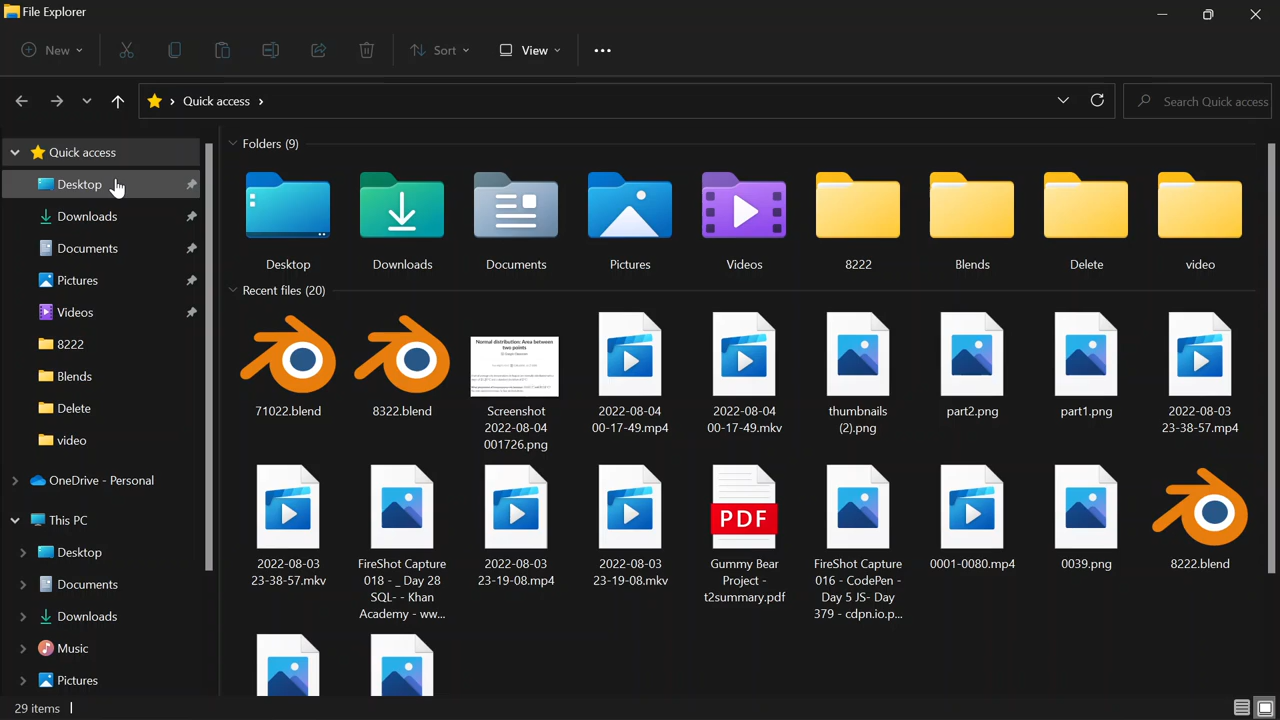 File Explorer
New
Sort
View
Quick access
Search Quick access
Quick access
Desktop
Downloads
Documents
Pictures
Videos
8222
Blends
Delete
video
OneDrive - Personal
This PC
Desktop
Documents
Downloads
Music
Pictures
Folders (9)
Desktop
Downloads
Documents
Pictures
Videos
8222
Blends
Delete
video
Recent files (20)
Normal distribution: Area between
two points
71022.blend
8322.blend
Screenshot
2022-08-04
001726.png
2022-08-04
00-17-49.mp4
2022-08-04
00-17-49.mkv
thumbnails
(2).png
part2.png
part1.png
2022-08-03
23-38-57.mp4
2022-08-03
23-38-57.mkv
FireShot Capture
018 - _ Day 28
SQL- - Khan
Academy - ww...
2022-08-03
23-19-08.mp4
2022-08-03
23-19-08.mkv
PDF
Gummy Bear
Project -
t2summary.pdf
FireShot Capture
016 - CodePen -
Day 5 JS- Day
379 - cdpn.io.p...
0001-0080.mp4
0039.png
8222.blend
29 items